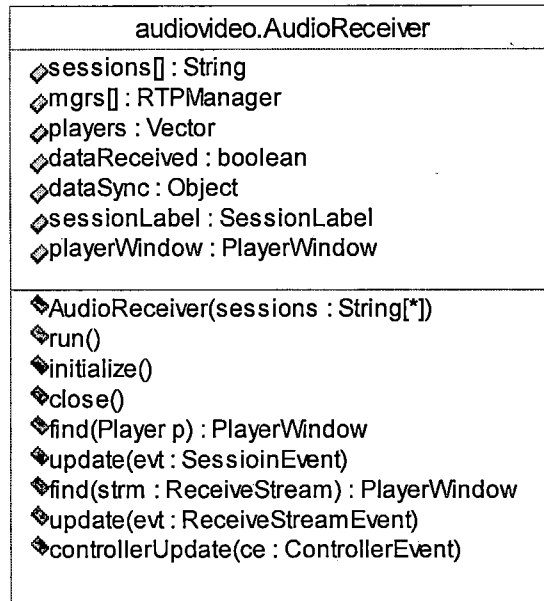 audiovideo.AudioReceiver
sessions[] : String
mgrs[] : RTPManager
players : Vector
dataReceived : boolean
dataSync : Object
sessionLabel : SessionLabel
playerWindow : PlayerWindow
AudioReceiver(sessions : String[*])
run()
initialize()
close()
find(Player p) : PlayerWindow
update(evt : SessioinEvent)
find(strm : ReceiveStream) : PlayerWindow
update(evt : ReceiveStreamEvent)
controllerUpdate(ce : ControllerEvent)